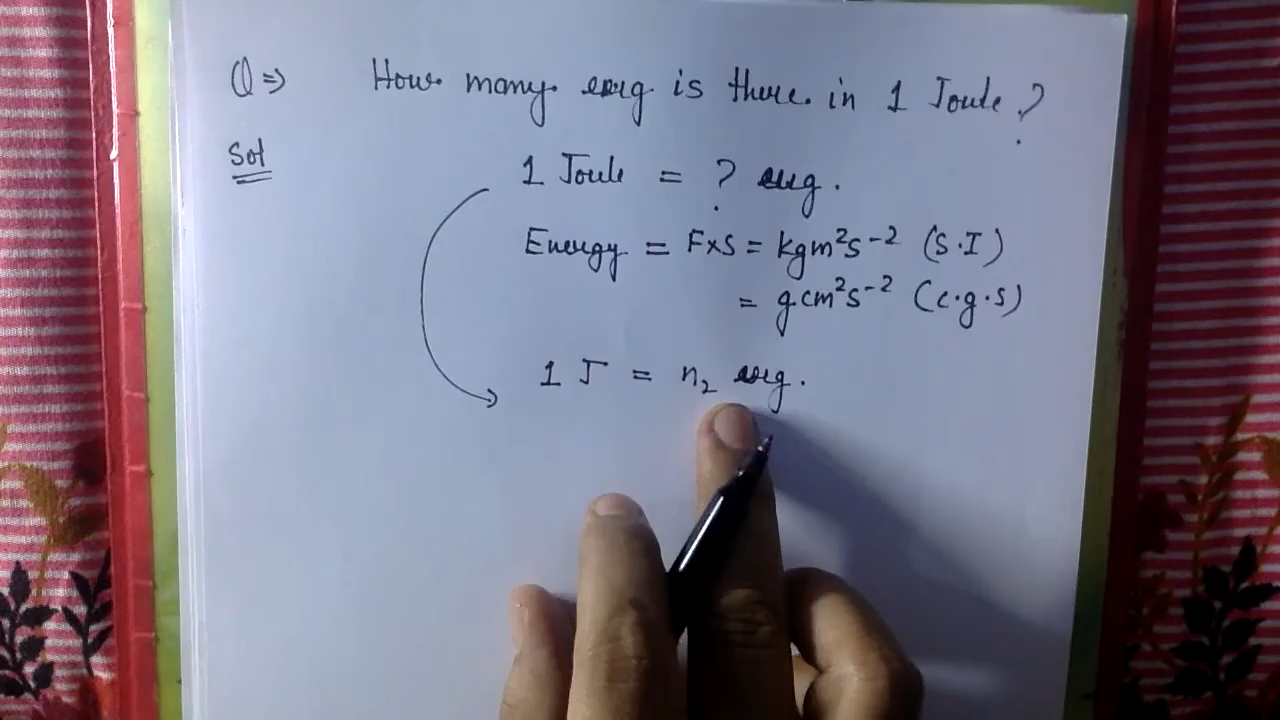 Q ⇒ How many erg is there in 1 Joule ?
Sol
1 Joule = ? erg.
Energy = F×S = kgm²s⁻² (S.I)
= gcm²s⁻² (c.g.s)
1 J = n₂ erg.